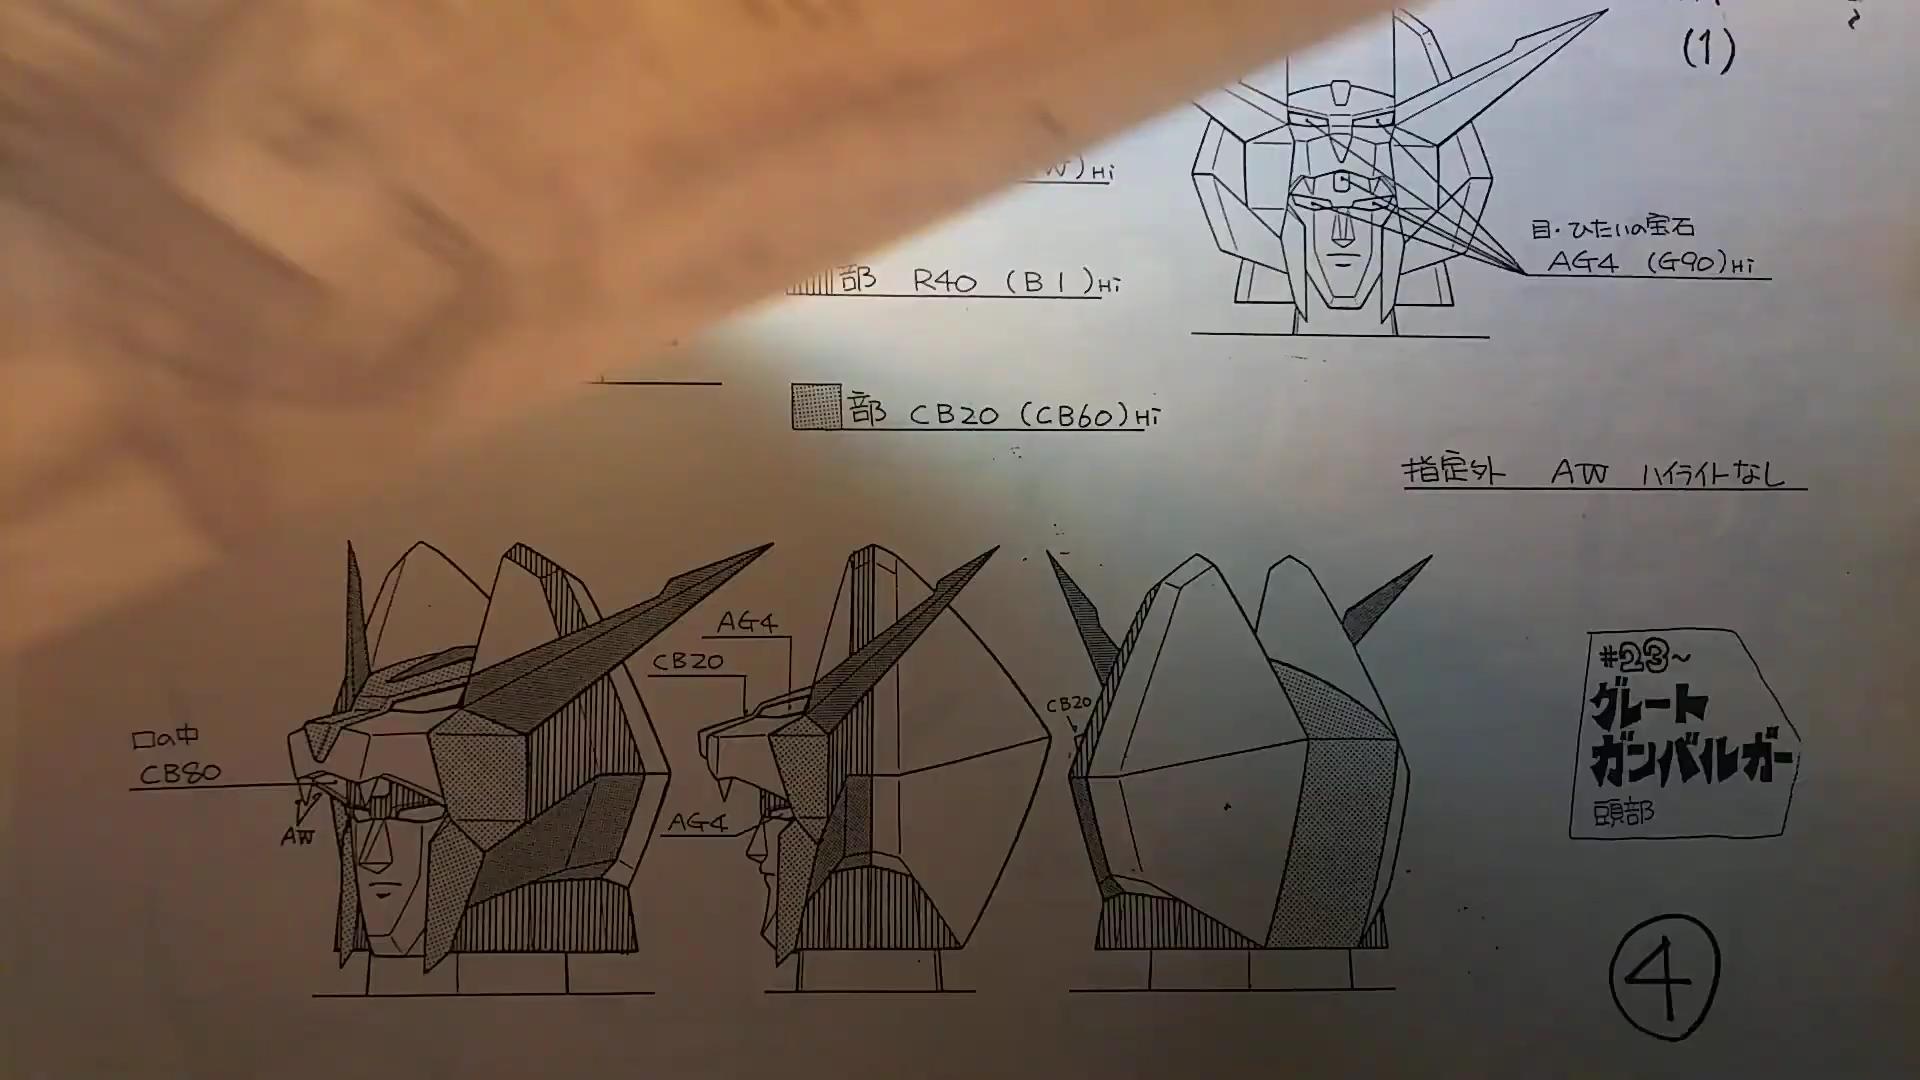 (1)
W)Hi
目・ひたいの宝石
AG4 (G90)Hi
部 R40 (B1)Hi
部 CB20 (CB60)Hi
指定外 AW ハイライトなし
AG4
CB20
CB20
口の中
CB80
AW
AG4
#23~
グレート
ガンバルガー
頭部
4